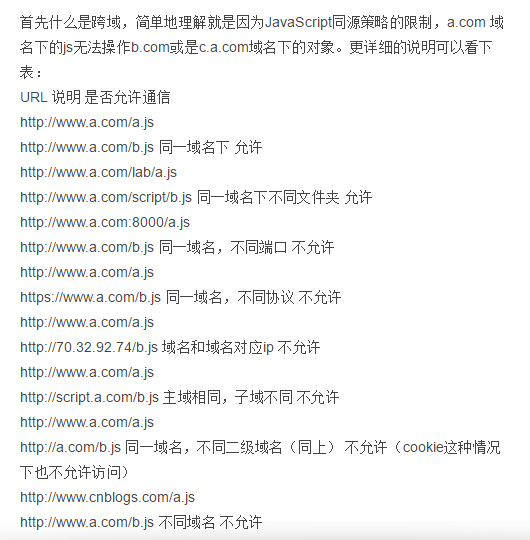 首先什么是跨域，简单地理解就是因为JavaScript同源策略的限制，a.com 域
名下的js无法操作b.com或是c.a.com域名下的对象。更详细的说明可以看下
表：
URL 说明 是否允许通信
http://www.a.com/a.js
http://www.a.com/b.js 同一域名下 允许
http://www.a.com/lab/a.js
http://www.a.com/script/b.js 同一域名下不同文件夹 允许
http://www.a.com:8000/a.js
http://www.a.com/b.js 同一域名，不同端口 不允许
http://www.a.com/a.js
https://www.a.com/b.js 同一域名，不同协议 不允许
http://www.a.com/a.js
http://70.32.92.74/b.js 域名和域名对应ip 不允许
http://www.a.com/a.js
http://script.a.com/b.js 主域相同，子域不同 不允许
http://www.a.com/a.js
http://a.com/b.js 同一域名，不同二级域名（同上） 不允许（cookie这种情况
下也不允许访问）
http://www.cnblogs.com/a.js
http://www.a.com/b.js 不同域名 不允许